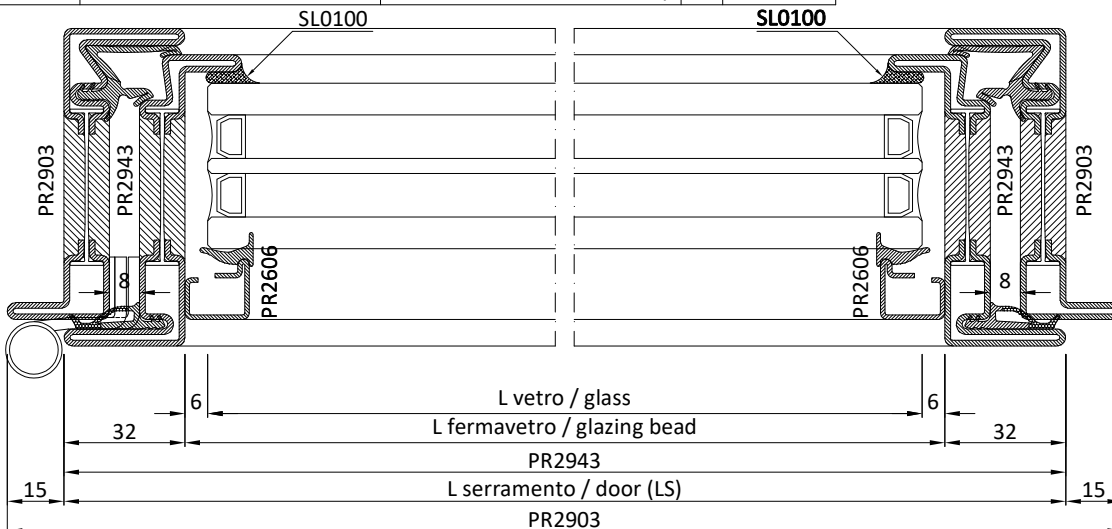 SL0100 SL0100
PR2903 PR2943 PR2943 PR2903
PR2606 PR2606
8 8
6 L vetro / glass 6
32 L fermavetro / glazing bead 32
PR2943
15 L serramento / door (LS) 15
PR2903